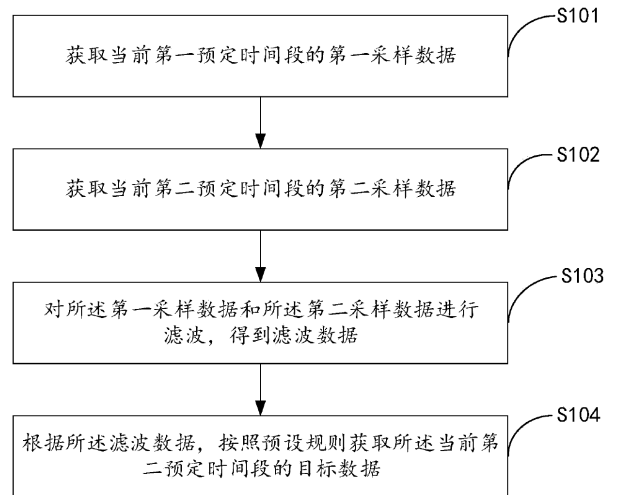 S101
获取当前第一预定时间段的第一采样数据
S102
获取当前第二预定时间段的第二采样数据
S103
对所述第一采样数据和所述第二采样数据进行
滤波，得到滤波数据
S104
根据所述滤波数据，按照预设规则获取所述当前第
二预定时间段的目标数据